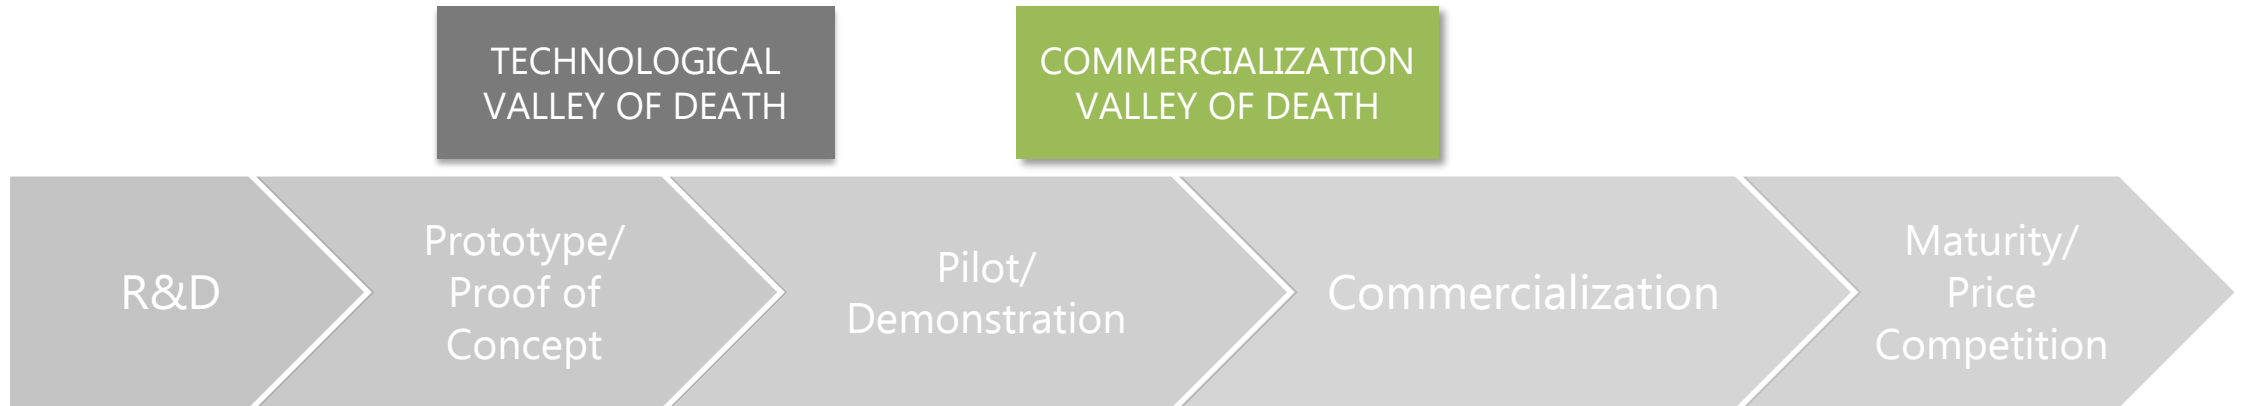 TECHNOLOGICAL
VALLEY OF DEATH
COMMERCIALIZATION
VALLEY OF DEATH
R&D
Prototype/
Proof of
Concept
Pilot/
Demonstration
Commercialization
Maturity/
Price
Competition